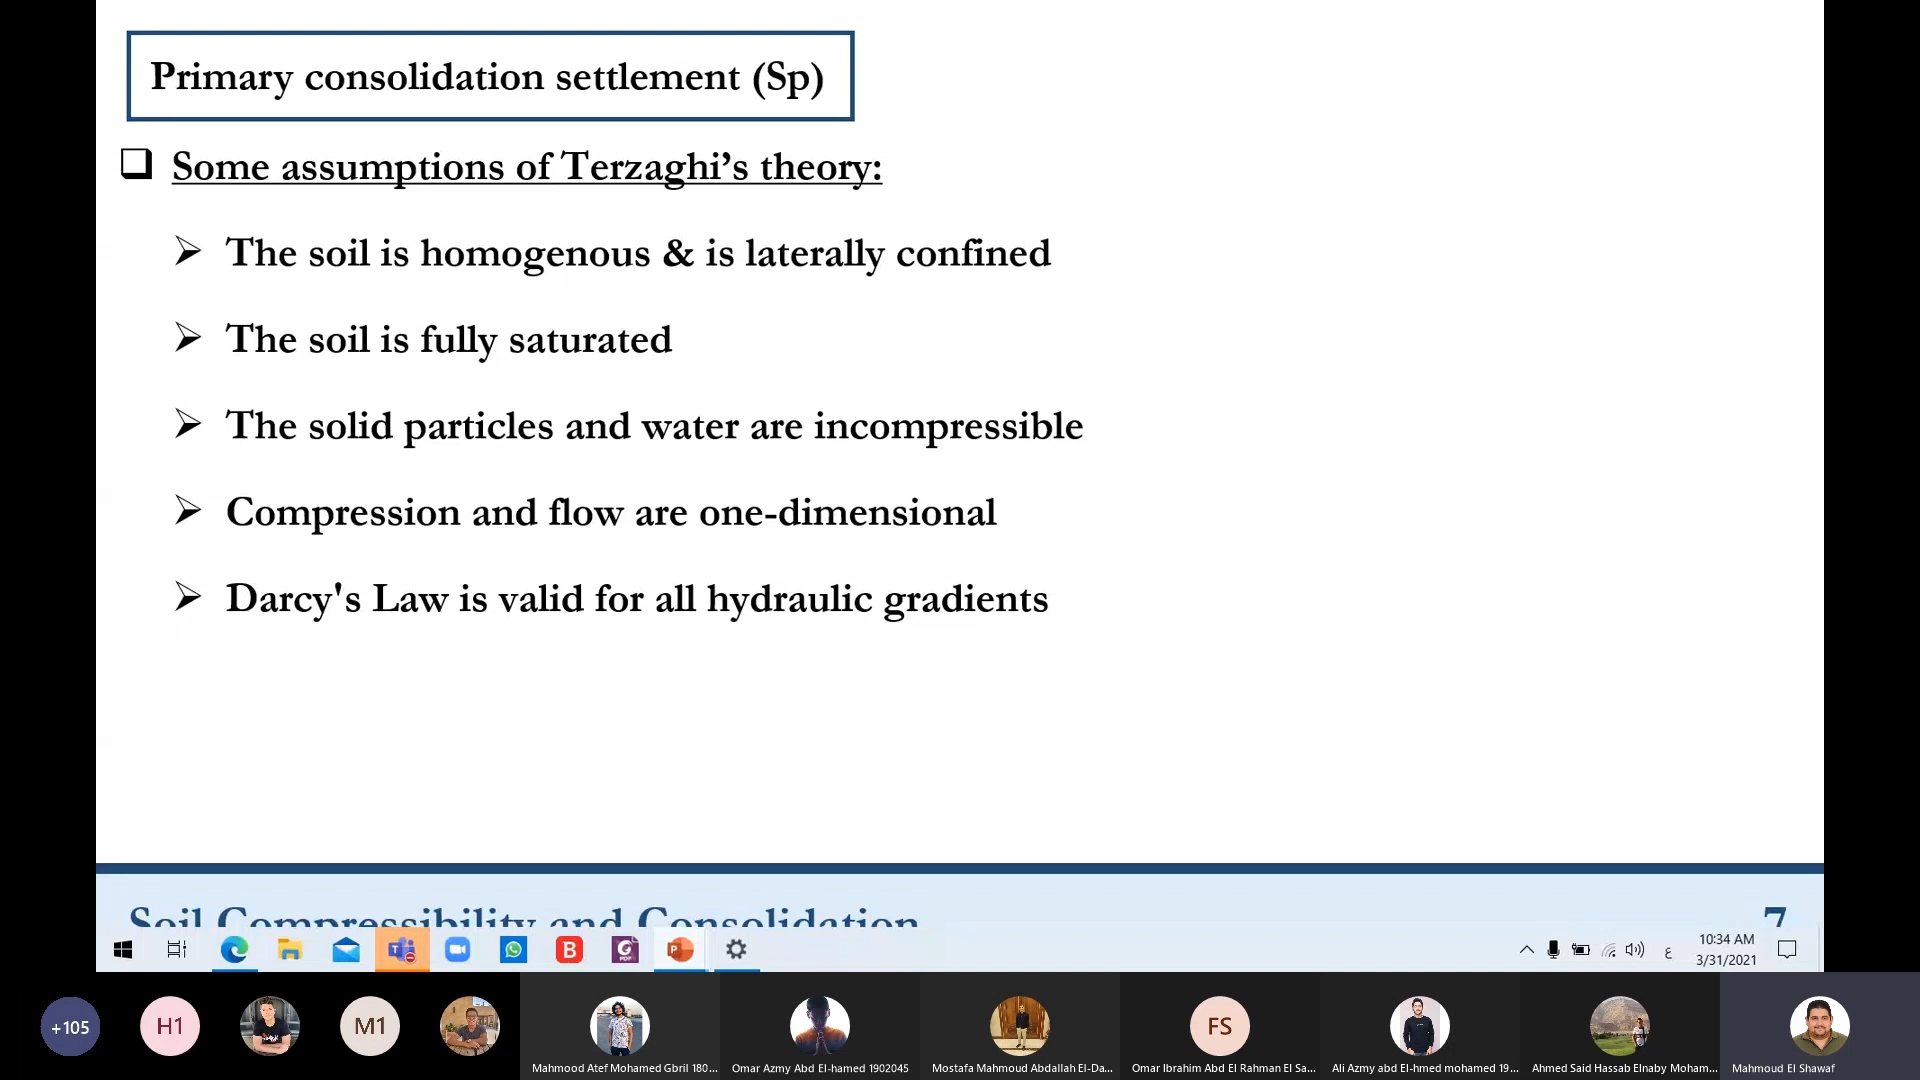 Primary consolidation settlement (Sp)
Some assumptions of Terzaghi’s theory:
The soil is homogenous & is laterally confined
The soil is fully saturated
The solid particles and water are incompressible
Compression and flow are one-dimensional
Darcy's Law is valid for all hydraulic gradients
Soil Compressibility and Consolidation
7
T
B
PDF
P
ع
10:34 AM
3/31/2021
+105
H1
M1
FS
Mahmood Atef Mohamed Gbril 180...
Omar Azmy Abd El-hamed 1902045
Mostafa Mahmoud Abdallah El-Da...
Omar Ibrahim Abd El Rahman El Sa...
Ali Azmy abd El-hmed mohamed 19...
Ahmed Said Hassab Elnaby Moham...
Mahmoud El Shawaf